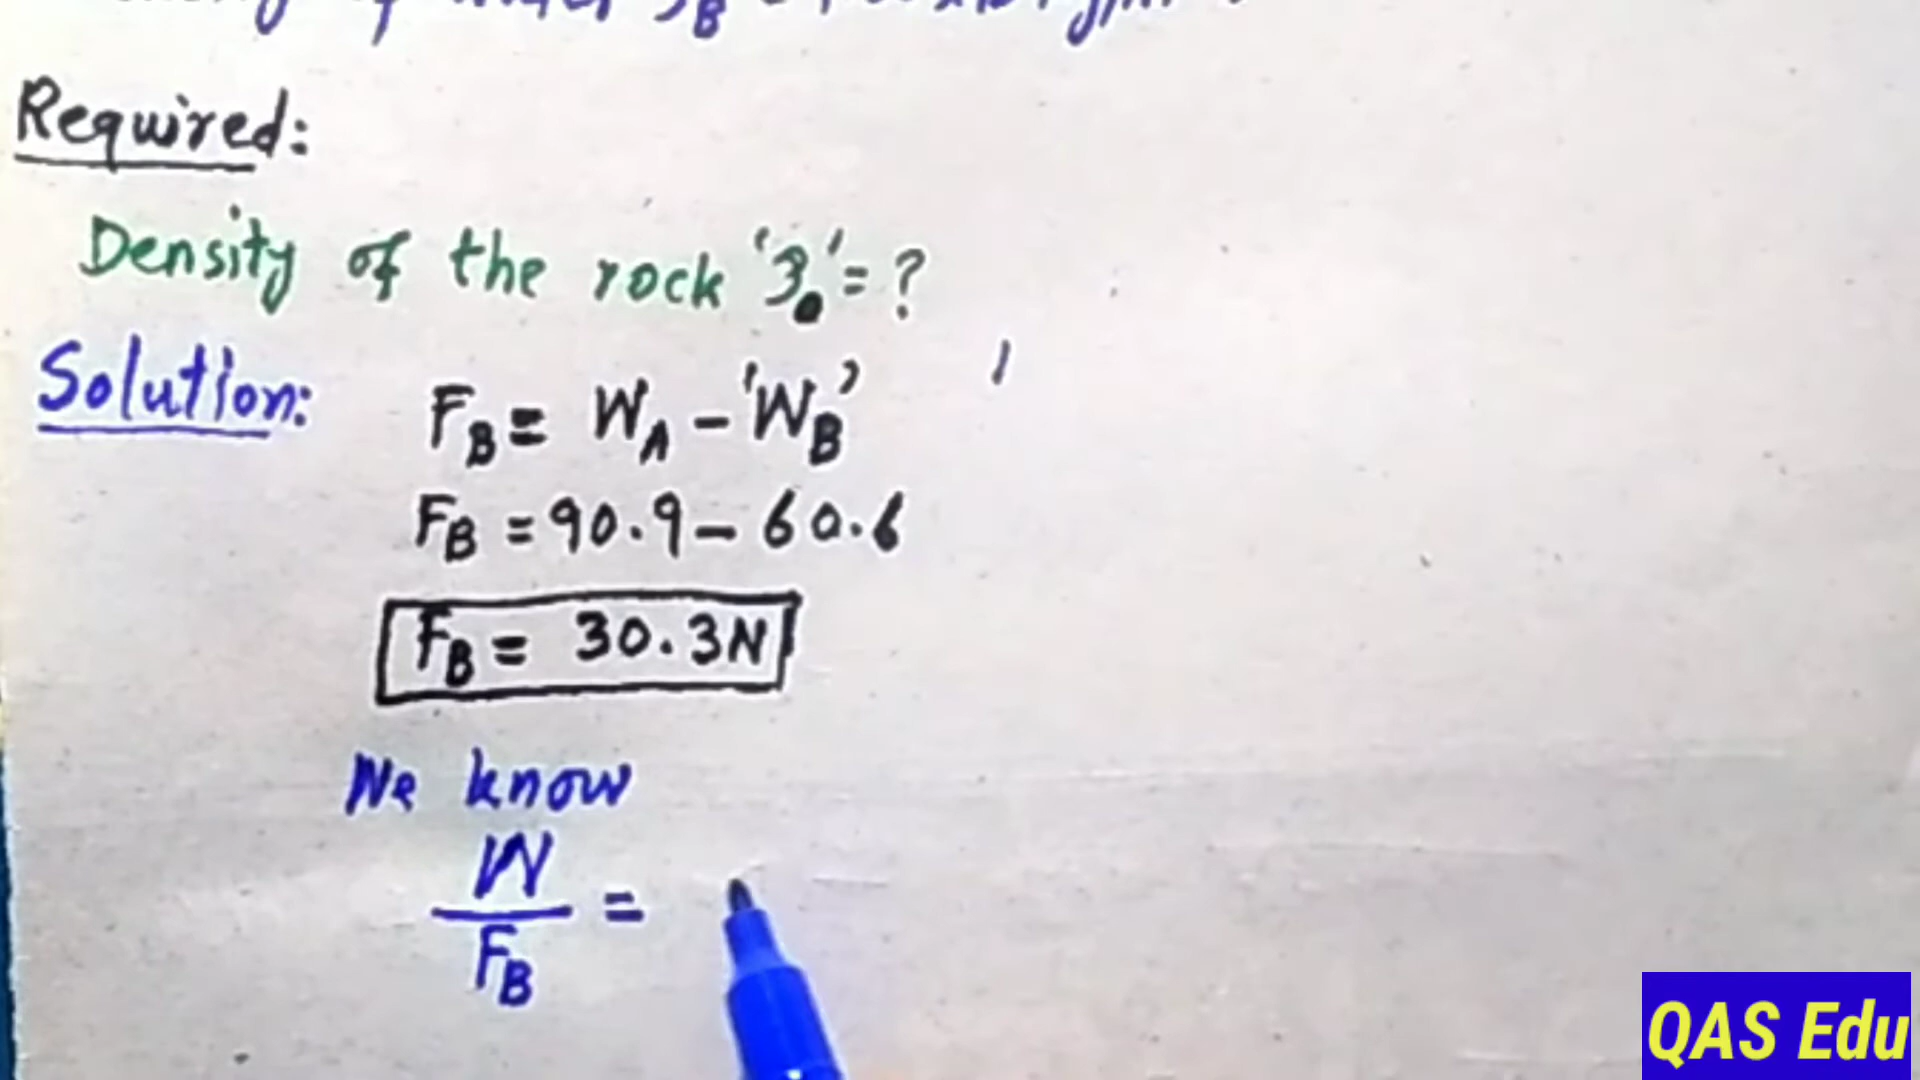 Required:
Density of the rock '3.'=?
Solution: F_B = W_A - 'W_B'
F_B = 90.9 - 60.6
F_B = 30.3N
We know
W/F_B =
QAS Edu